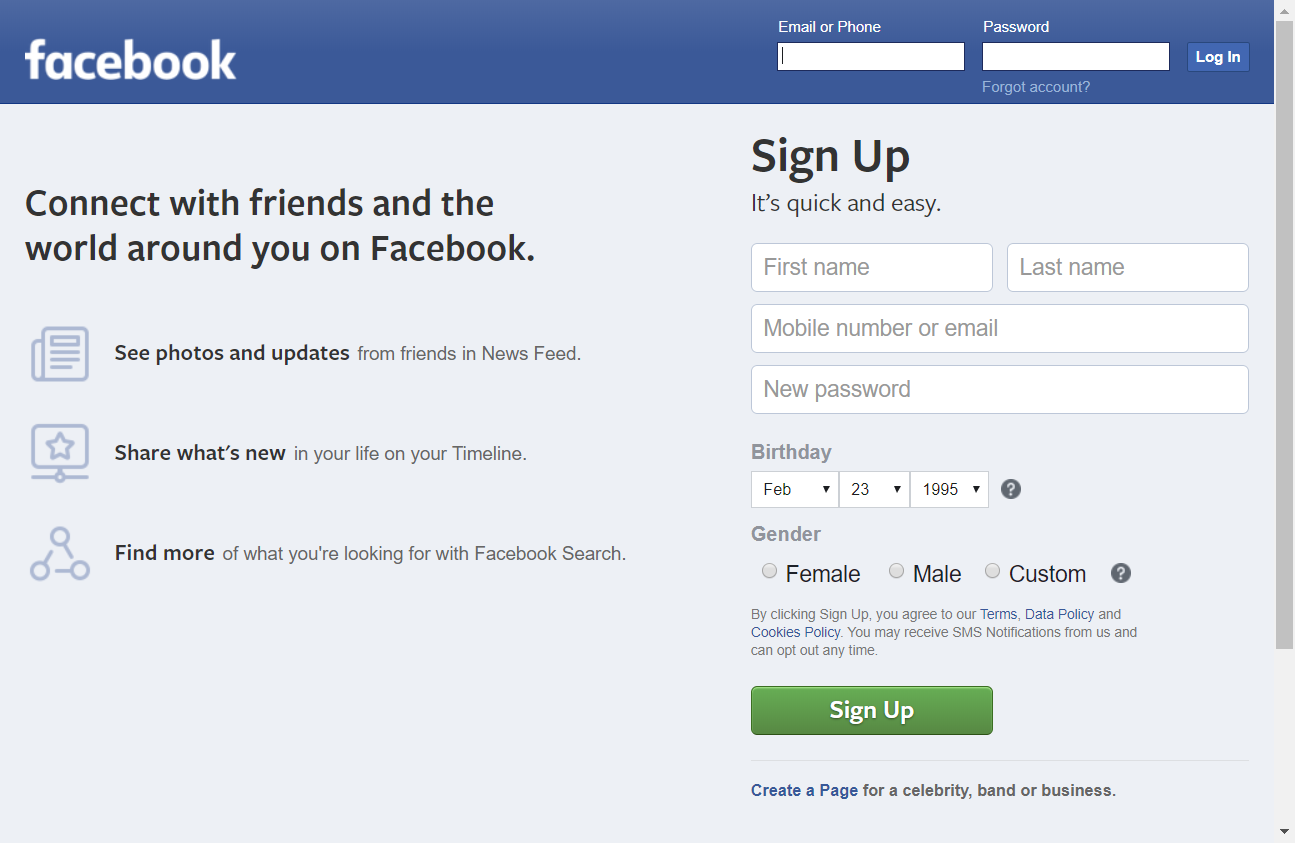 facebook
Email or Phone
Password
Log In
Forgot account?
Connect with friends and the
world around you on Facebook.
See photos and updates from friends in News Feed.
Share what's new in your life on your Timeline.
Find more of what you're looking for with Facebook Search.
Sign Up
It's quick and easy.
First name
Last name
Mobile number or email
New password
Birthday
Feb 23 1995 ?
Gender
Female Male Custom ?
By clicking Sign Up, you agree to our Terms, Data Policy and
Cookies Policy. You may receive SMS Notifications from us and
can opt out any time.
Sign Up
Create a Page for a celebrity, band or business.